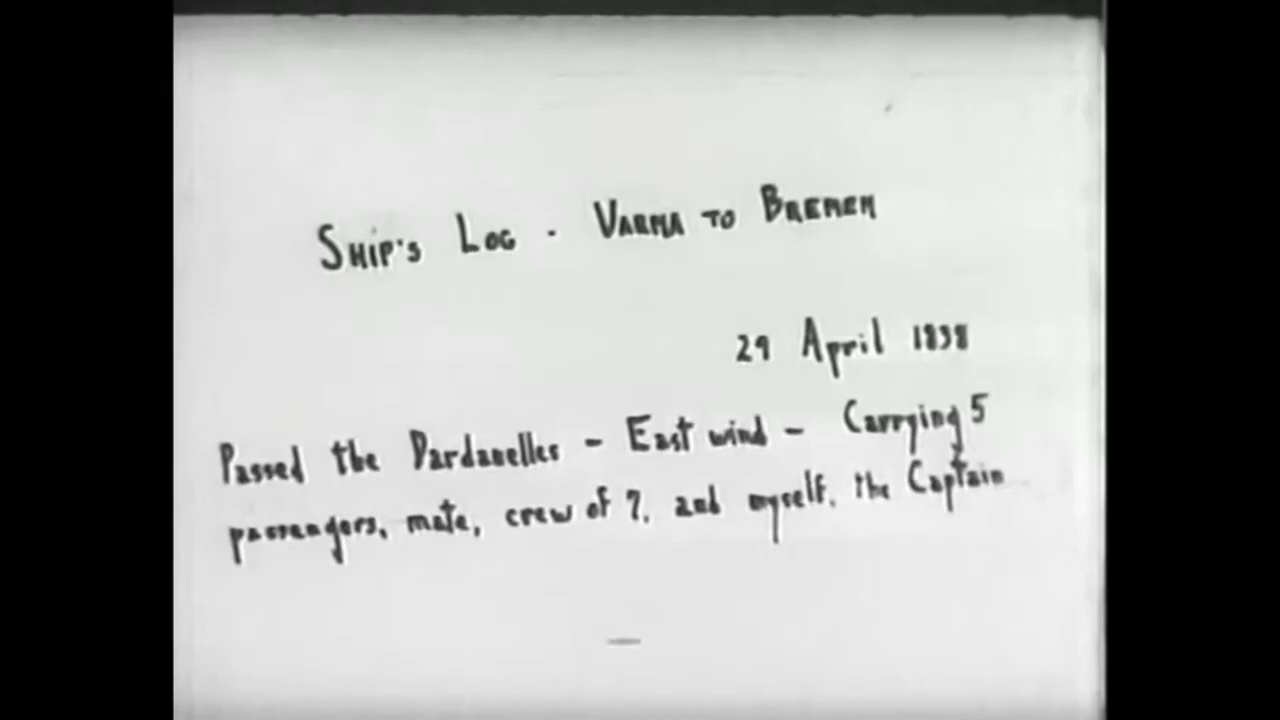 Ship's Log - Varna to Bremen
29 April 1838
Passed the Dardanelles - East wind - Carrying 5
passengers, mate, crew of 7, and myself, the Captain